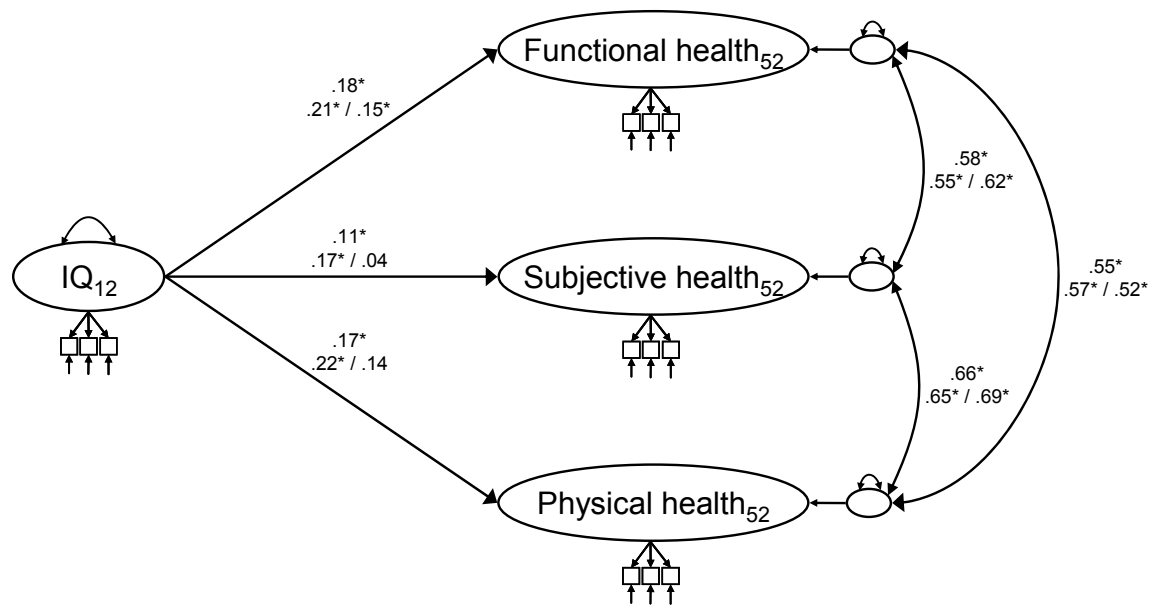 Functional health52
.18*
.21* / .15*
.58*
.55* / .62*
IQ12
.11*
.17* / .04
Subjective health52
.55*
.57* / .52*
.17*
.22* / .14
.66*
.65* / .69*
Physical health52